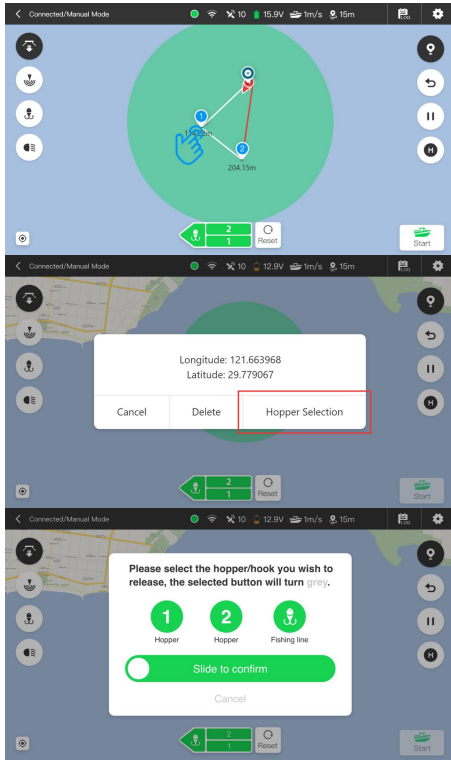 Connected/Manual Mode 10 15.9V 1m/s 15m LOG
1
2
204.15m
H
2
1
Reset
Start
Connected/Manual Mode 10 12.9V 1m/s 15m LOG
Longitude: 121.663968
Latitude: 29.779067
Cancel Delete Hopper Selection
H
2
1
Reset
Start
Connected/Manual Mode 10 12.9V 1m/s 15m LOG
Please select the hopper/hook you wish to
release, the selected button will turn grey.
1 2
Hopper Hopper Fishing line
Slide to confirm
Cancel
H
2
1
Reset
Start